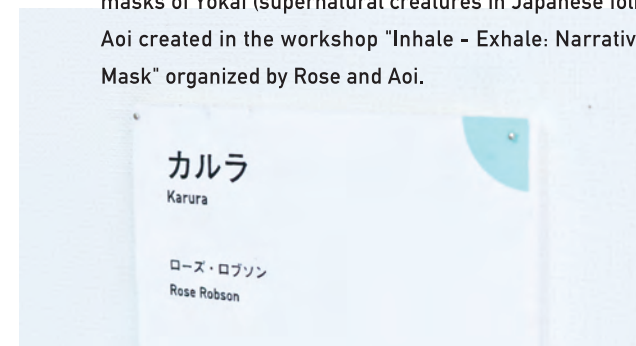 masks of Yokai (supernatural creatures in Japanese
Aoi created in the workshop "Inhale - Exhale:
Mask" organized by Rose and Aoi.
カルラ
Karura
ローズ・ロブソン
Rose Robson